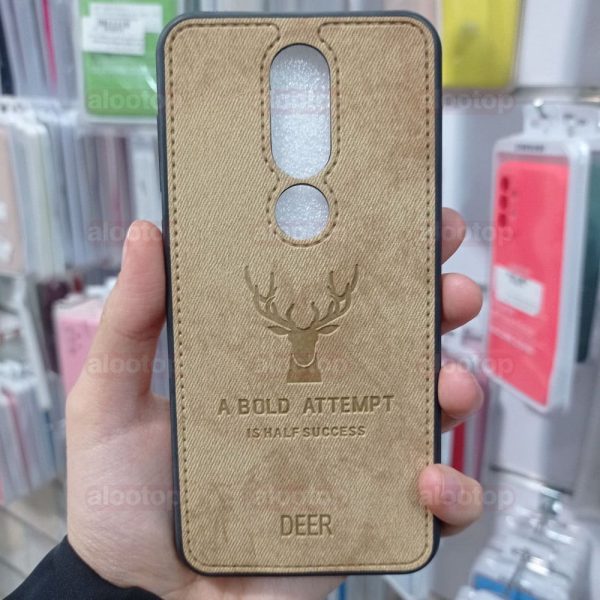 A BOLD ATTEMPT
IS HALF SUCCESS
DEER
alootop